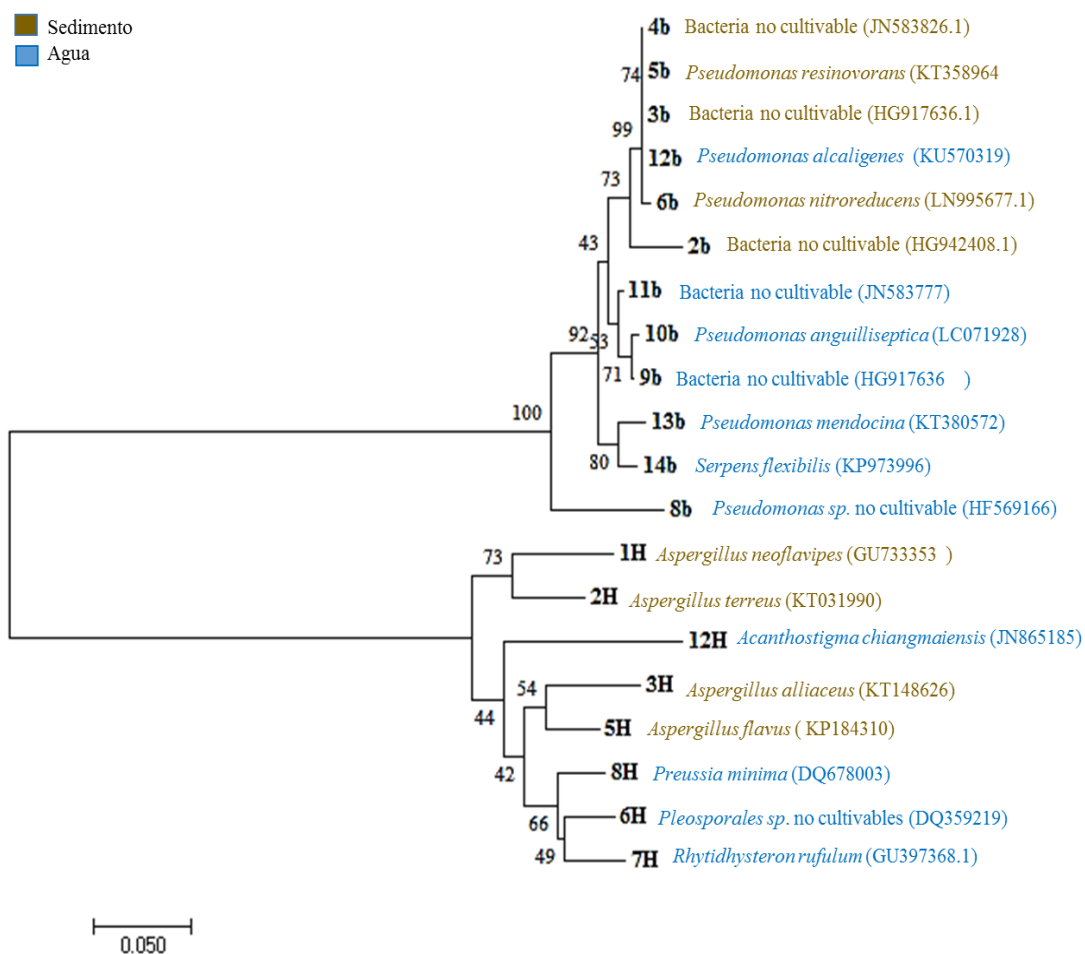 Sedimento
Agua
4b Bacteria no cultivable (JN583826.1)
74
5b Pseudomonas resinovorans (KT358964
3b Bacteria no cultivable (HG917636.1)
99
12b Pseudomonas alcaligenes (KU570319)
73
6b Pseudomonas nitroreducens (LN995677.1)
43
2b Bacteria no cultivable (HG942408.1)
11b Bacteria no cultivable (JN583777)
92
53
10b Pseudomonas anguilliseptica (LC071928)
71
9b Bacteria no cultivable (HG917636 )
100
13b Pseudomonas mendocina (KT380572)
80
14b Serpens flexibilis (KP973996)
8b Pseudomonas sp. no cultivable (HF569166)
73
1H Aspergillus neoflavipes (GU733353 )
2H Aspergillus terreus (KT031990)
12H Acanthostigma chiangmaiensis (JN865185)
54
3H Aspergillus alliaceus (KT148626)
44
5H Aspergillus flavus ( KP184310)
42
8H Preussia minima (DQ678003)
66
6H Pleosporales sp. no cultivables (DQ359219)
49
7H Rhytidhysteron rufulum (GU397368.1)
0.050